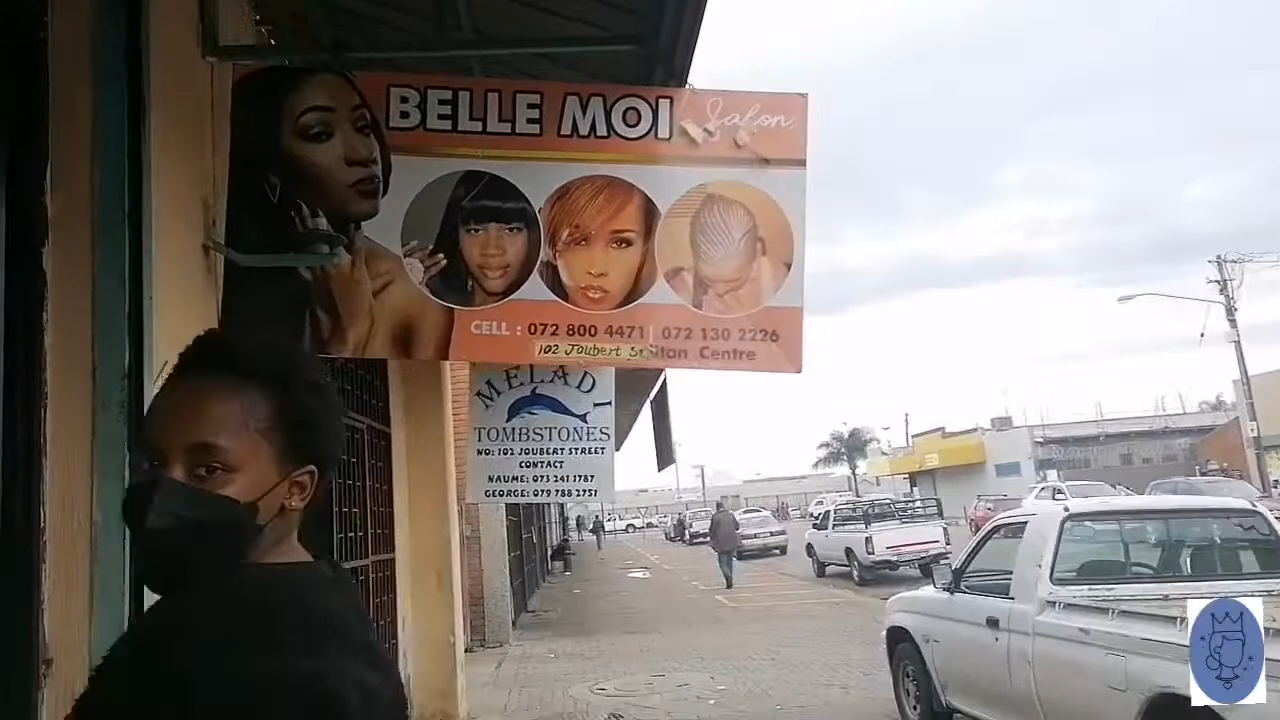 BELLE MOI Salon
CELL : 072 800 4471 | 072 130 2226
102 Joubert St Centre
MELADI
TOMBSTONES
NO: 102 JOUBERT STREET
CONTACT
NAUME: 073 241 1787
GEORGE: 079 788 2751